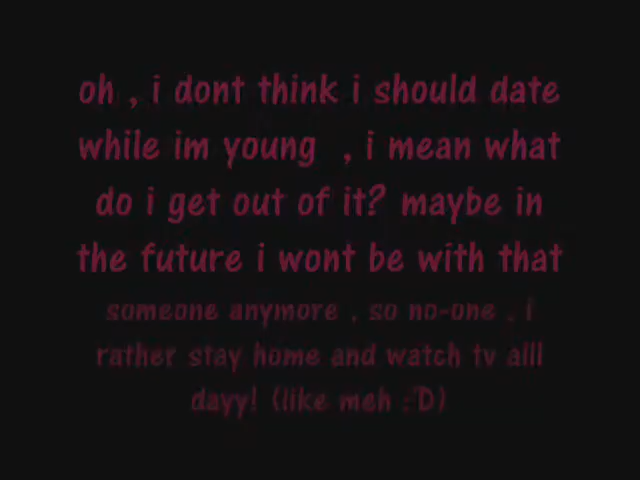 oh , i dont think i should date
while im young , i mean what
do i get out of it? maybe in
the future i wont be with that
someone anymore , so no-one , i
rather stay home and watch tv alll
dayy! (like meh :'D)